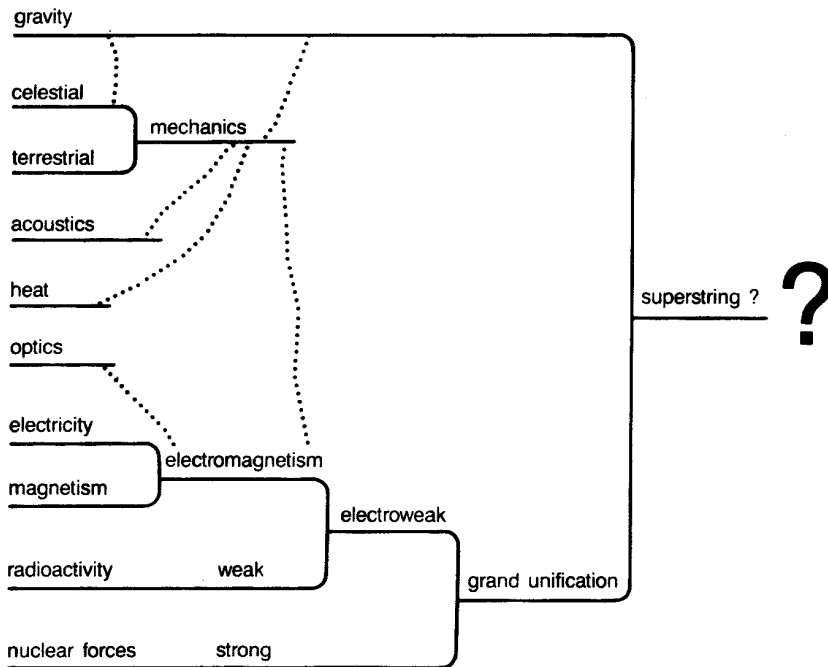 gravity
celestial
mechanics
terrestrial
acoustics
heat
superstring ?
?
optics
electricity
electromagnetism
magnetism
electroweak
radioactivity weak
grand unification
nuclear forces strong